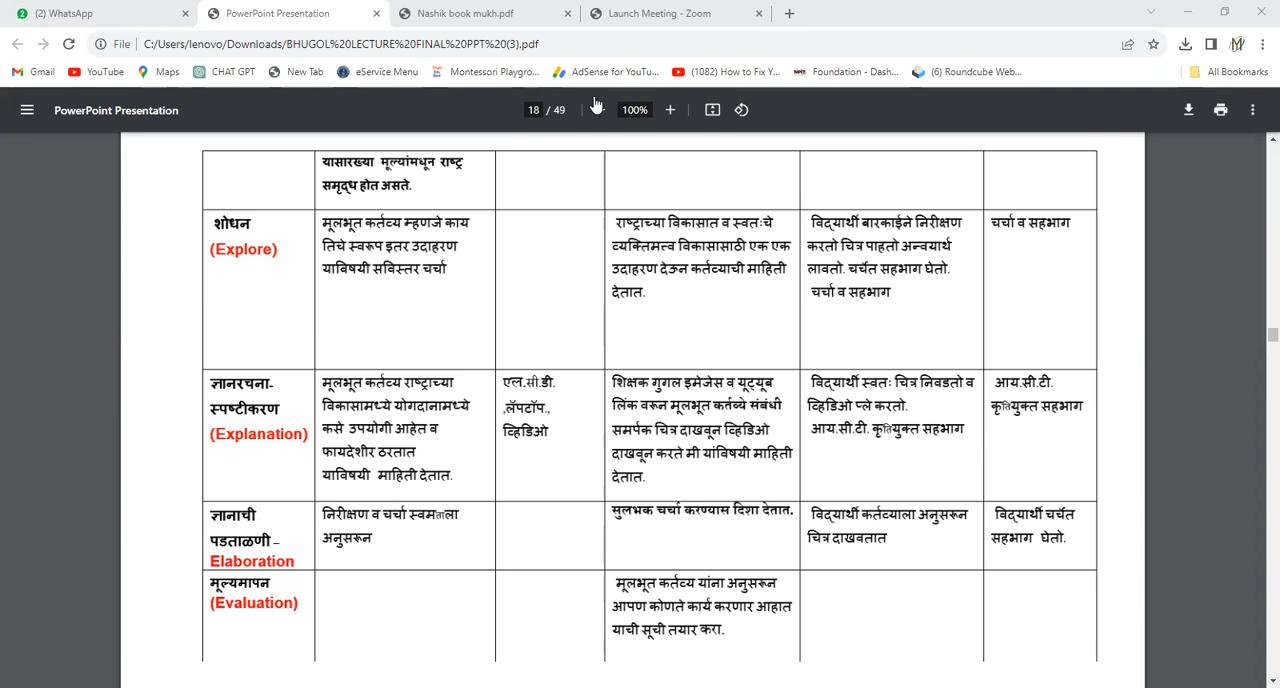 (2) WhatsApp
PowerPoint Presentation
Nashik book mukh.pdf
Launch Meeting - Zoom
File
C:/Users/lenovo/Downloads/BHUGOL%20LECTURE%20FINAL%20PPT%20(3).pdf
Gmail
YouTube
Maps
CHAT GPT
New Tab
eService Menu
Montessori Playgro...
AdSense for YouTu...
(1082) How to Fix Y...
Foundation - Dash...
(6) Roundcube Web...
All Bookmarks
PowerPoint Presentation
18 / 49
100%
यासारख्या मूल्यांमधून राष्ट्र
समृद्ध होत असते.
शोधन
(Explore)
मूलभूत कर्तव्य म्हणजे काय
तिचे स्वरूप इतर उदाहरण
याविषयी सविस्तर चर्चा
राष्ट्राच्या विकासात व स्वतःचे
व्यक्तिमत्त्व विकासासाठी एक एक
उदाहरण देऊन कर्तव्याची माहिती
देतात.
विद्यार्थी बारकाईने निरीक्षण
करतो चित्र पाहतो अन्वयार्थ
लावतो. चर्चेत सहभाग घेतो.
चर्चा व सहभाग
चर्चा व सहभाग
ज्ञानरचना-
स्पष्टीकरण
(Explanation)
मूलभूत कर्तव्य राष्ट्राच्या
विकासामध्ये योगदानामध्ये
कसे उपयोगी आहेत व
फायदेशीर ठरतात
याविषयी माहिती देतात.
एल.सी.डी.
,लॅपटॉप.,
व्हिडिओ
शिक्षक गुगल इमेजेस व यूट्यूब
लिंक वरून मूलभूत कर्तव्ये संबंधी
समर्पक चित्र दाखवून व्हिडिओ
दाखवून करते मी यांविषयी माहिती
देतात.
विद्यार्थी स्वतः चित्र निवडतो व
व्हिडिओ प्ले करतो.
आय.सी.टी. कृतियुक्त सहभाग
आय.सी.टी.
कृतियुक्त सहभाग
ज्ञानाची
पडताळणी –
Elaboration
निरीक्षण व चर्चा स्वमताला
अनुसरून
सुलभक चर्चा करण्यास दिशा देतात.
विद्यार्थी कर्तव्याला अनुसरून
चित्र दाखवतात
विद्यार्थी चर्चेत
सहभाग घेतो.
मूल्यमापन
(Evaluation)
मूलभूत कर्तव्य यांना अनुसरून
आपण कोणते कार्य करणार आहात
याची सूची तयार करा.